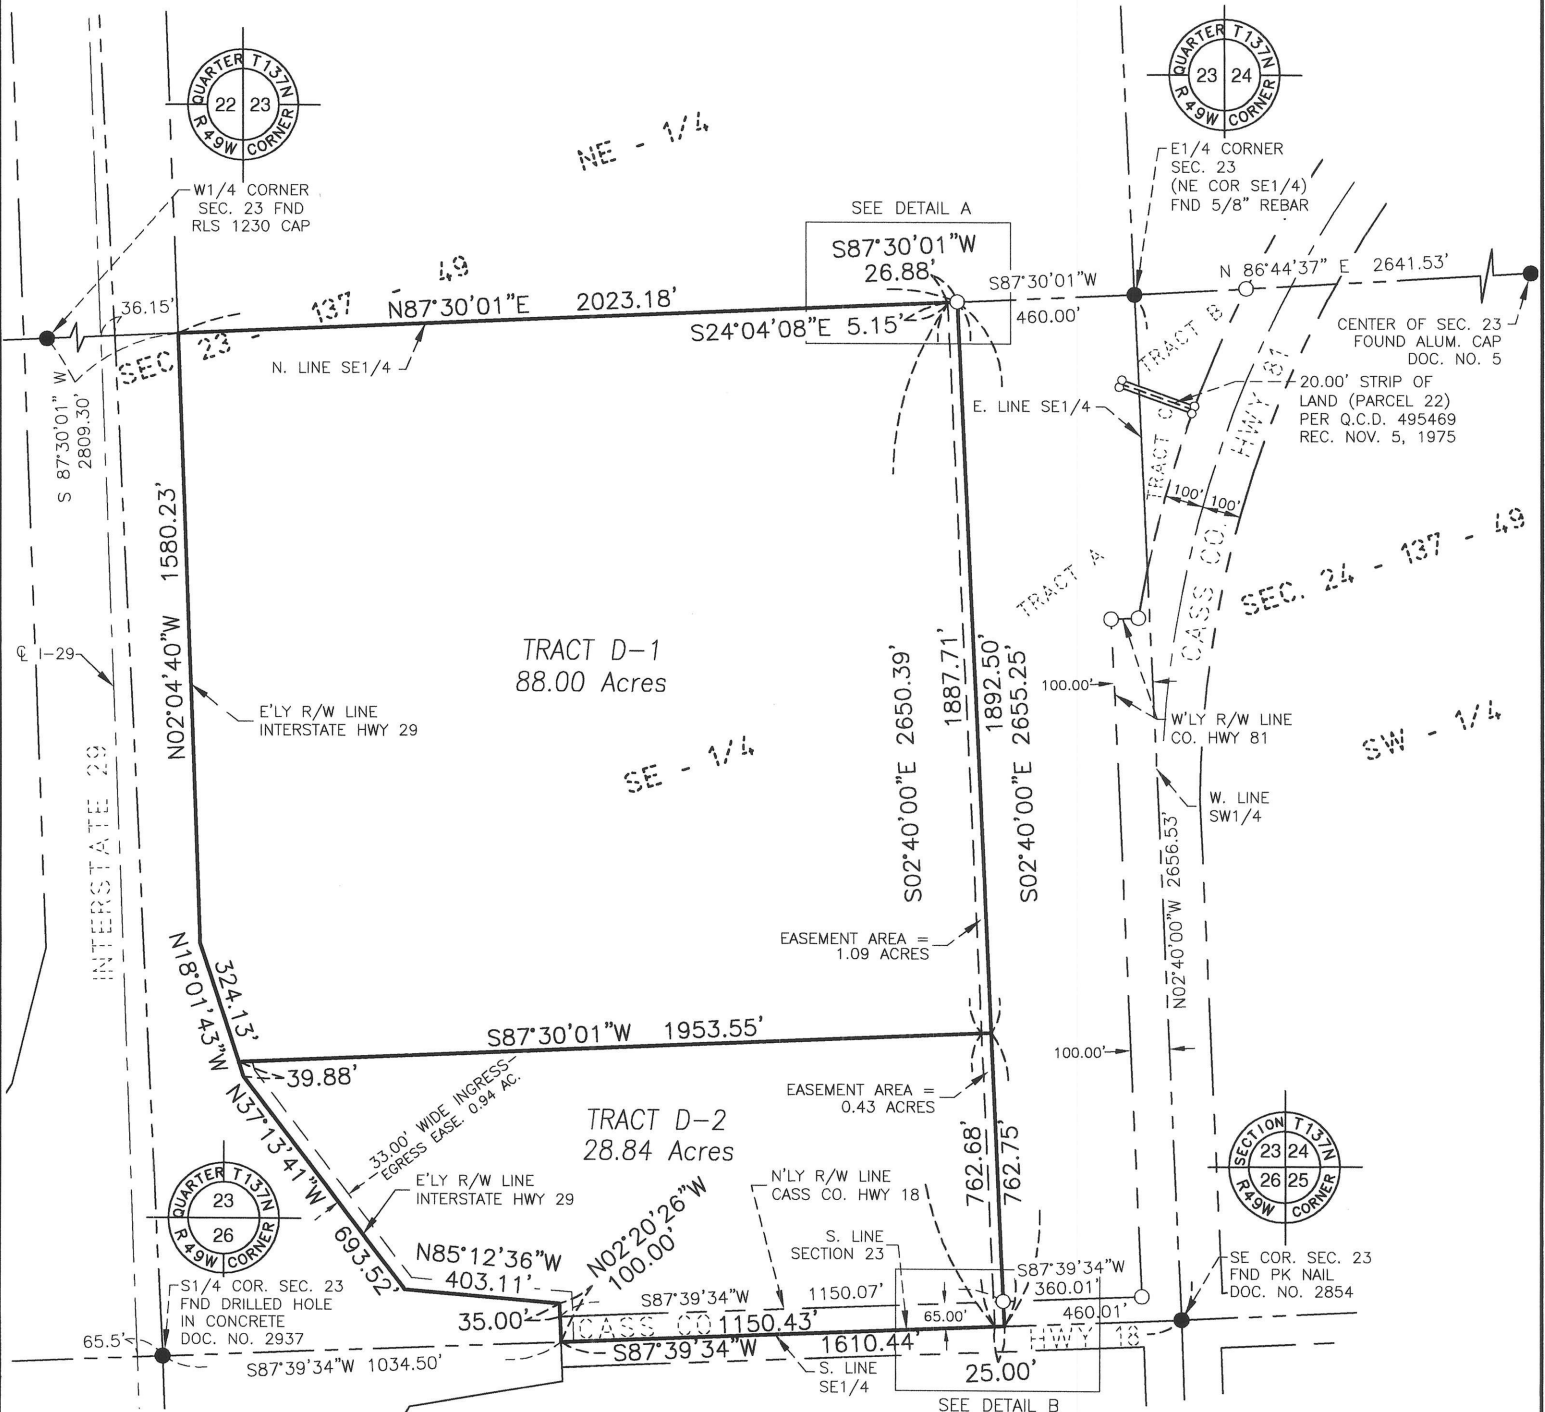 QUARTER T137N
22 23
R 49W CORNER
QUARTER T137N
23 24
R 49W CORNER
NE - 1/4
W1/4 CORNER
SEC. 23 FND
RLS 1230 CAP
E1/4 CORNER
SEC. 23
(NE COR SE1/4)
FND 5/8" REBAR
SEE DETAIL A
S87°30'01"W
26.88'
S87°30'01"W
460.00'
N 86°44'37" E 2641.53'
36.15'
SEC 23 - 137 - 49
N87°30'01"E 2023.18'
S24°04'08"E 5.15'
N. LINE SE1/4
CENTER OF SEC. 23
FOUND ALUM. CAP
DOC. NO. 5
TRACT B
20.00' STRIP OF
LAND (PARCEL 22)
PER Q.C.D. 495469
REC. NOV. 5, 1975
E. LINE SE1/4
S 87°30'01" W
2809.30'
TRACT C
CASS CO. HWY 81
100' 100'
N02°04'40"W 1580.23'
TRACT A
SEC. 24 - 137 - 49
℄ I-29
TRACT D-1
88.00 Acres
E'LY R/W LINE
INTERSTATE HWY 29
S02°40'00"E 2650.39'
1887.71'
1892.50'
S02°40'00"E 2655.25'
100.00'
W'LY R/W LINE
CO. HWY 81
SW - 1/4
SE - 1/4
W. LINE
SW1/4
INTERSTATE 29
N02°40'00"W 2656.53'
EASEMENT AREA =
1.09 ACRES
N18°01'43"W
324.13'
S87°30'01"W 1953.55'
100.00'
39.88'
33.00' WIDE INGRESS-
EGRESS EASE. 0.94 AC.
EASEMENT AREA =
0.43 ACRES
TRACT D-2
28.84 Acres
N37°13'41"W 693.52'
E'LY R/W LINE
INTERSTATE HWY 29
762.68'
762.75'
SECTION T137N
23 24
26 25
R49W CORNER
QUARTER T137N
23
26
R 49W CORNER
N'LY R/W LINE
CASS CO. HWY 18
S. LINE
SECTION 23
N85°12'36"W
403.11'
N02°20'26"W
100.00'
S1/4 COR. SEC. 23
FND DRILLED HOLE
IN CONCRETE
DOC. NO. 2937
SE COR. SEC. 23
FND PK NAIL
DOC. NO. 2854
S87°39'34"W
360.01'
S87°39'34"W 1150.07'
35.00'
65.00'
460.01'
CASS CO HWY 18
1150.43'
65.5'
S87°39'34"W 1034.50'
S87°39'34"W 1610.44'
S. LINE
SE1/4
25.00'
SEE DETAIL B